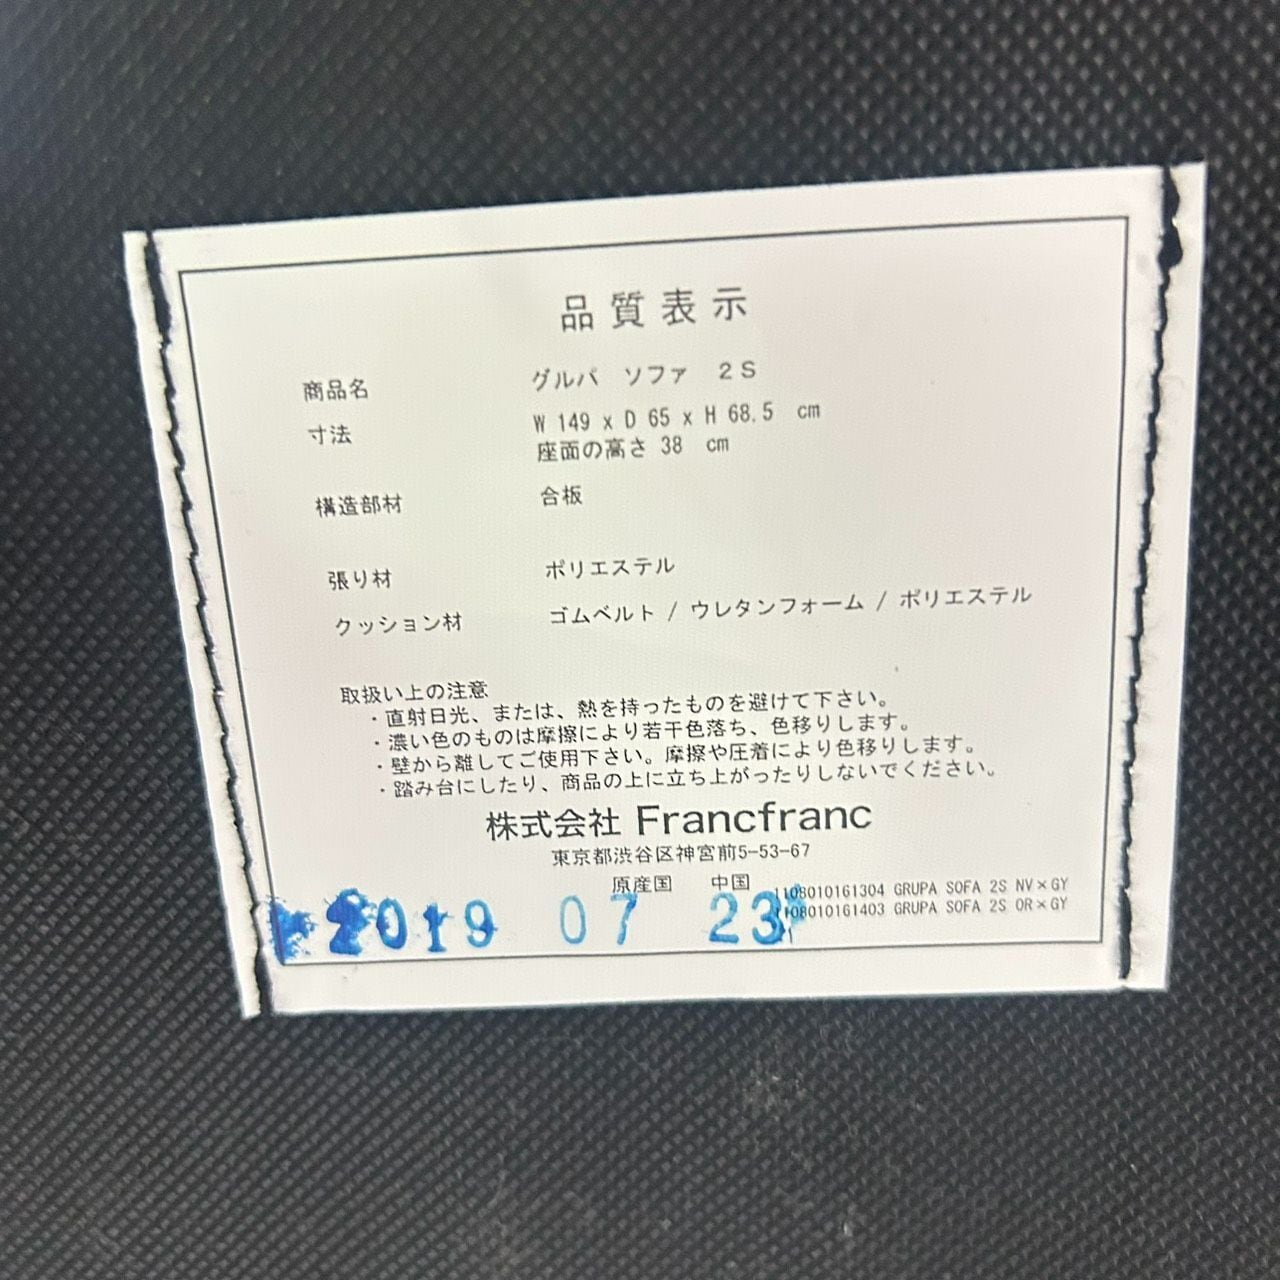 品質表示
商品名 グルパ ソファ 2S
寸法 W 149 x D 65 x H 68.5 cm
座面の高さ 38 cm
構造部材 合板
張り材 ポリエステル
クッション材 ゴムベルト / ウレタンフォーム / ポリエステル
取扱い上の注意
・直射日光、または、熱を持ったものを避けて下さい。
・濃い色のものは摩擦により若干色落ち、色移りします。
・壁から離してご使用下さい。摩擦や圧着により色移りします。
・踏み台にしたり、商品の上に立ち上がったりしないでください。
株式会社 Francfranc
東京都渋谷区神宮前5-53-67
原産国 中国
1108010161304 GRUPA SOFA 2S NV×GY
1108010161403 GRUPA SOFA 2S OR×GY
2019 07 23